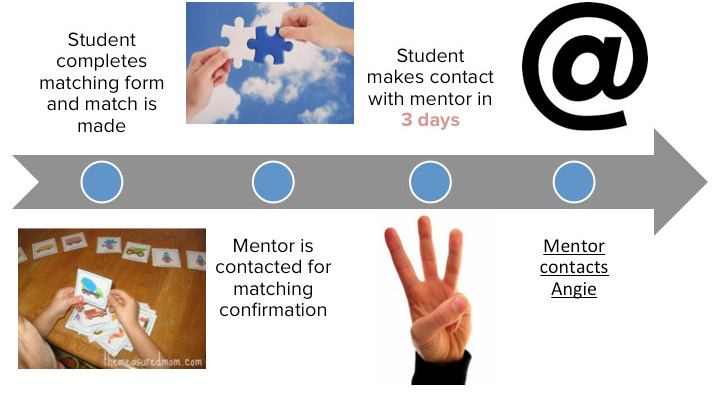 Student
completes
matching form
and match is
made
Student
makes contact
with mentor in
3 days
@
Mentor is
contacted for
matching
confirmation
Mentor
contacts
Angie
themeasuredmom.com